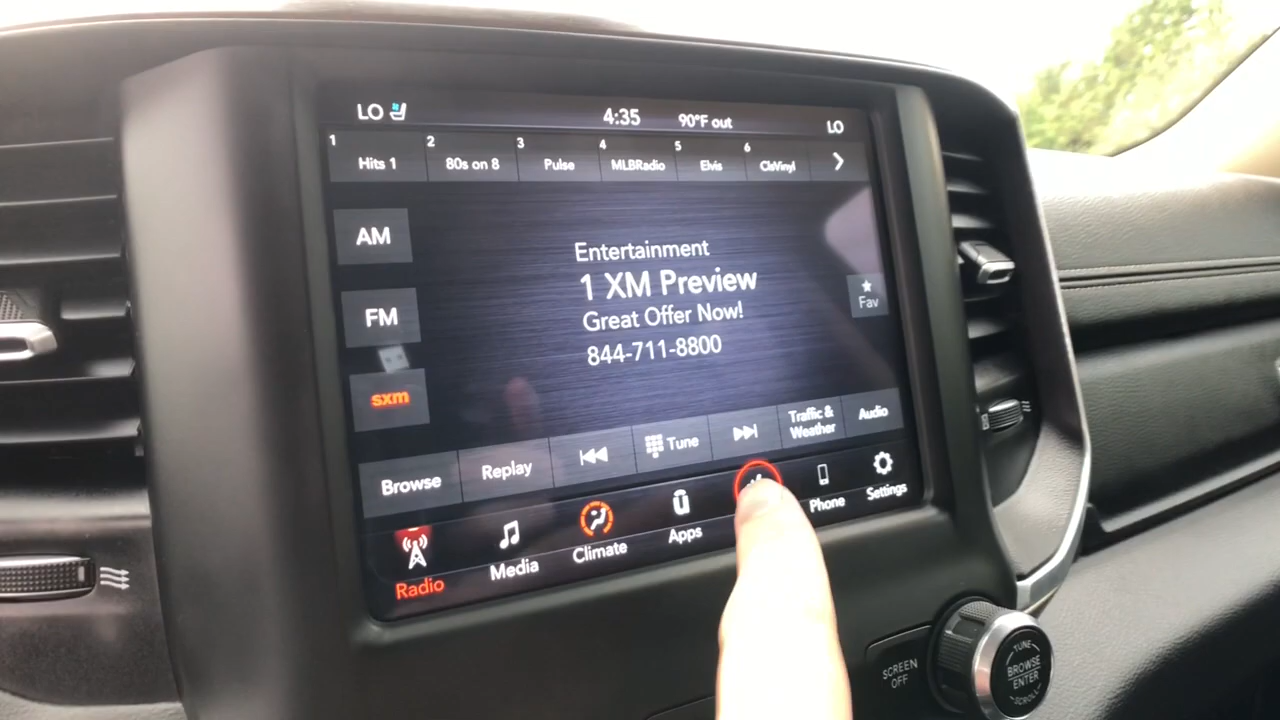 LO
4:35
90°F out
LO
1 Hits 1
2 80s on 8
3 Pulse
4 MLBRadio
5 Elvis
6 ClsVinyl
AM
FM
sxm
Entertainment
1 XM Preview
Great Offer Now!
844-711-8800
Fav
Browse
Replay
Tune
Traffic &
Weather
Audio
Radio
Media
Climate
Apps
Phone
Settings
SCREEN
OFF
TUNE
BROWSE
ENTER
SCROLL